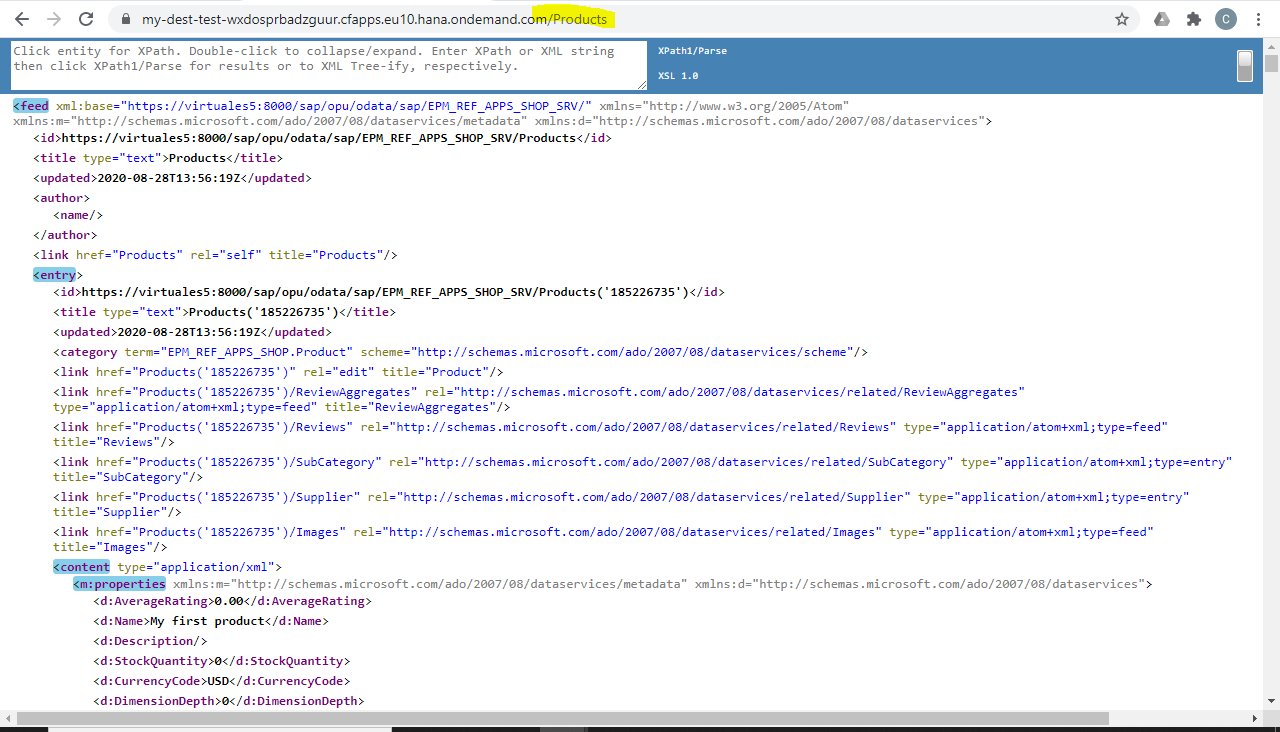 my-dest-test-wxdosprbadzguur.cfapps.eu10.hana.ondemand.com/Products
C
Click entity for XPath. Double-click to collapse/expand. Enter XPath or XML string
then click XPath1/Parse for results or to XML Tree-ify, respectively.
XPath1/Parse
XSL 1.0
<feed xml:base="https://virtuales5:8000/sap/opu/odata/sap/EPM_REF_APPS_SHOP_SRV/" xmlns="http://www.w3.org/2005/Atom"
xmlns:m="http://schemas.microsoft.com/ado/2007/08/dataservices/metadata" xmlns:d="http://schemas.microsoft.com/ado/2007/08/dataservices">
<id>https://virtuales5:8000/sap/opu/odata/sap/EPM_REF_APPS_SHOP_SRV/Products</id>
<title type="text">Products</title>
<updated>2020-08-28T13:56:19Z</updated>
<author>
<name/>
</author>
<link href="Products" rel="self" title="Products"/>
<entry>
<id>https://virtuales5:8000/sap/opu/odata/sap/EPM_REF_APPS_SHOP_SRV/Products('185226735')</id>
<title type="text">Products('185226735')</title>
<updated>2020-08-28T13:56:19Z</updated>
<category term="EPM_REF_APPS_SHOP.Product" scheme="http://schemas.microsoft.com/ado/2007/08/dataservices/scheme"/>
<link href="Products('185226735')" rel="edit" title="Product"/>
<link href="Products('185226735')/ReviewAggregates" rel="http://schemas.microsoft.com/ado/2007/08/dataservices/related/ReviewAggregates"
type="application/atom+xml;type=feed" title="ReviewAggregates"/>
<link href="Products('185226735')/Reviews" rel="http://schemas.microsoft.com/ado/2007/08/dataservices/related/Reviews" type="application/atom+xml;type=feed"
title="Reviews"/>
<link href="Products('185226735')/SubCategory" rel="http://schemas.microsoft.com/ado/2007/08/dataservices/related/SubCategory" type="application/atom+xml;type=entry"
title="SubCategory"/>
<link href="Products('185226735')/Supplier" rel="http://schemas.microsoft.com/ado/2007/08/dataservices/related/Supplier" type="application/atom+xml;type=entry"
title="Supplier"/>
<link href="Products('185226735')/Images" rel="http://schemas.microsoft.com/ado/2007/08/dataservices/related/Images" type="application/atom+xml;type=feed"
title="Images"/>
<content type="application/xml">
<m:properties xmlns:m="http://schemas.microsoft.com/ado/2007/08/dataservices/metadata" xmlns:d="http://schemas.microsoft.com/ado/2007/08/dataservices">
<d:AverageRating>0.00</d:AverageRating>
<d:Name>My first product</d:Name>
<d:Description/>
<d:StockQuantity>0</d:StockQuantity>
<d:CurrencyCode>USD</d:CurrencyCode>
<d:DimensionDepth>0</d:DimensionDepth>